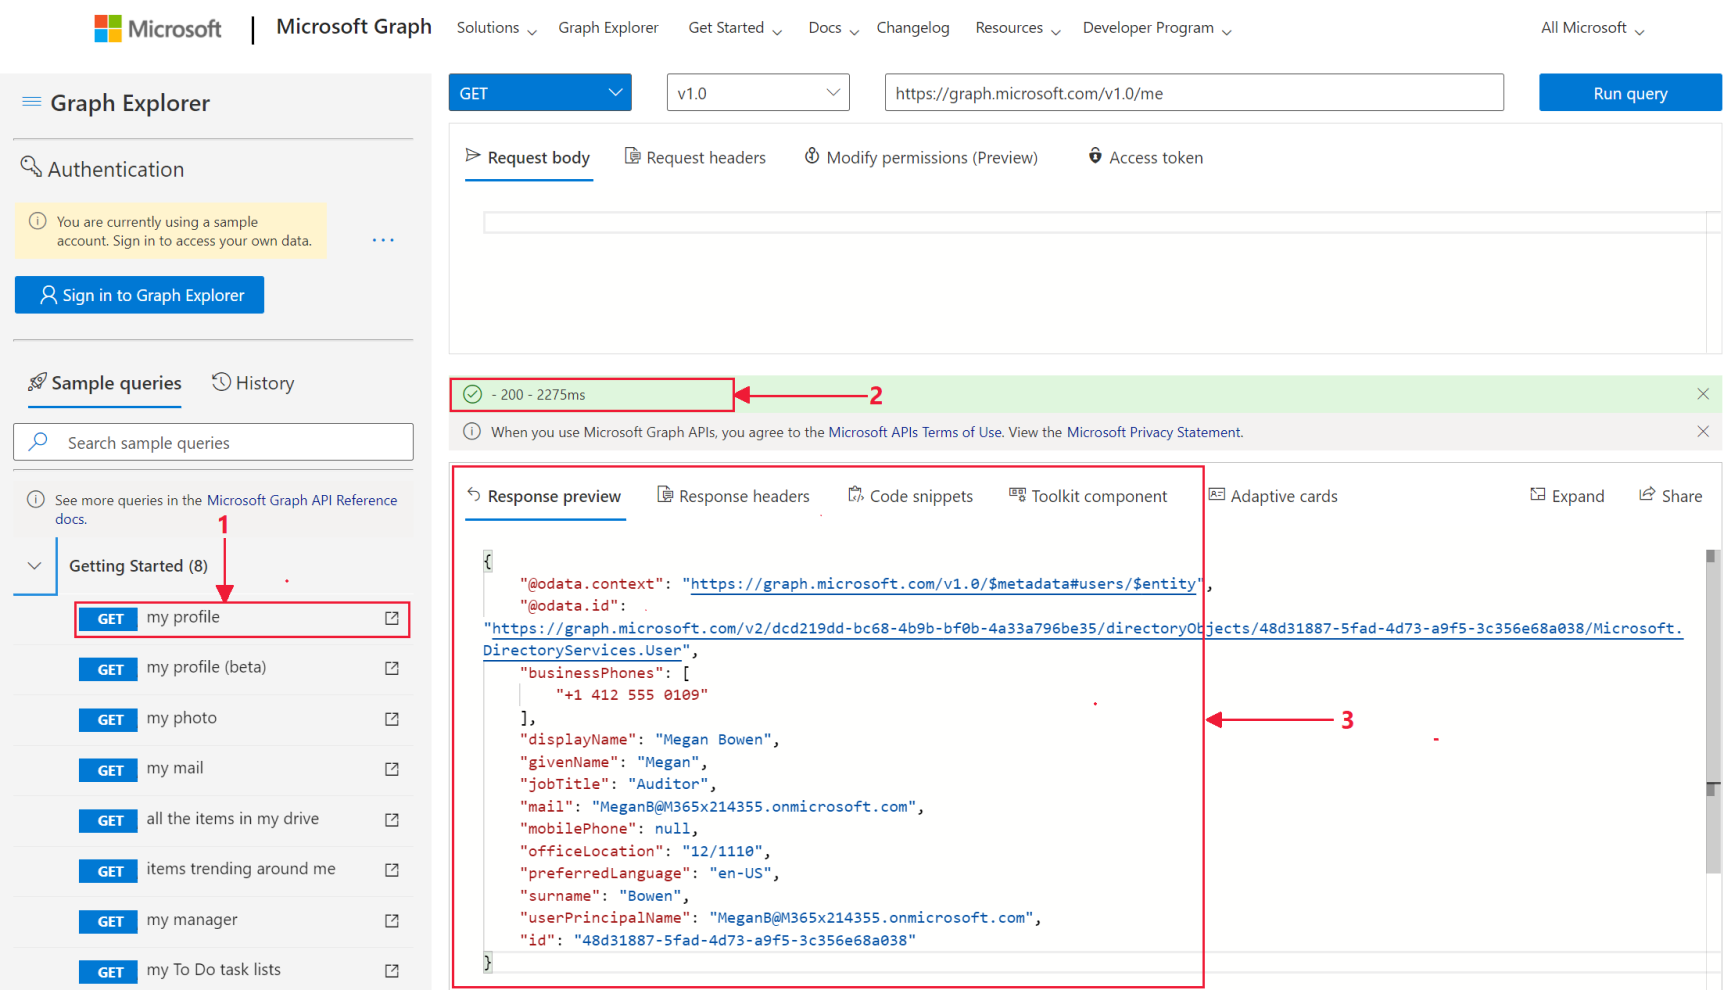 Microsoft | Microsoft Graph Solutions Graph Explorer Get Started Docs Changelog Resources Developer Program All Microsoft
Graph Explorer
Authentication
You are currently using a sample
account. Sign in to access your own data.
...
Sign in to Graph Explorer
Sample queries History
Search sample queries
See more queries in the Microsoft Graph API Reference
docs.
1
Getting Started (8)
GET my profile
GET my profile (beta)
GET my photo
GET my mail
GET all the items in my drive
GET items trending around me
GET my manager
GET my To Do task lists
GET v1.0 https://graph.microsoft.com/v1.0/me Run query
Request body Request headers Modify permissions (Preview) Access token
- 200 - 2275ms 2
When you use Microsoft Graph APIs, you agree to the Microsoft APIs Terms of Use. View the Microsoft Privacy Statement.
Response preview Response headers Code snippets Toolkit component Adaptive cards Expand Share
{
"@odata.context": "https://graph.microsoft.com/v1.0/$metadata#users/$entity",
"@odata.id":
"https://graph.microsoft.com/v2/dcd219dd-bc68-4b9b-bf0b-4a33a796be35/directoryObjects/48d31887-5fad-4d73-a9f5-3c356e68a038/Microsoft.
DirectoryServices.User",
"businessPhones": [
"+1 412 555 0109"
],
3
"displayName": "Megan Bowen",
"givenName": "Megan",
"jobTitle": "Auditor",
"mail": "MeganB@M365x214355.onmicrosoft.com",
"mobilePhone": null,
"officeLocation": "12/1110",
"preferredLanguage": "en-US",
"surname": "Bowen",
"userPrincipalName": "MeganB@M365x214355.onmicrosoft.com",
"id": "48d31887-5fad-4d73-a9f5-3c356e68a038"
}